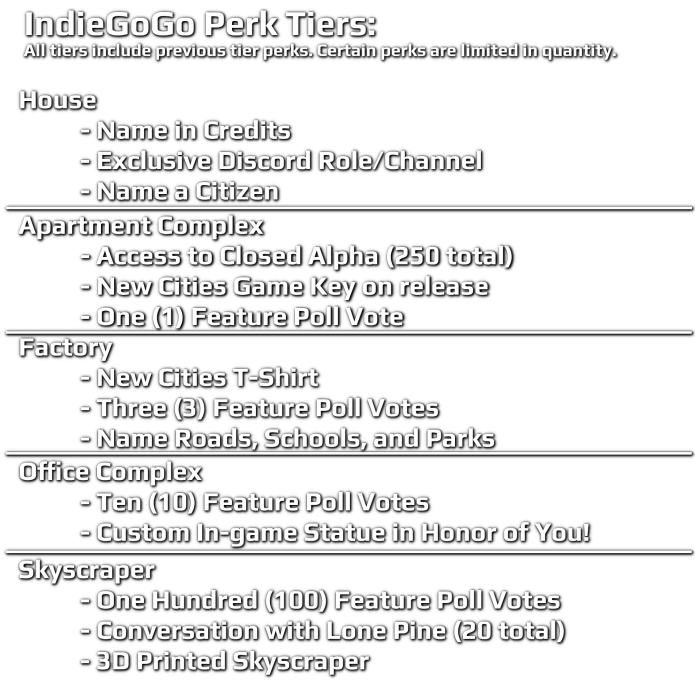 IndieGoGo Perk Tiers:
All tiers include previous tier perks. Certain perks are limited in quantity.
House
- Name in Credits
- Exclusive Discord Role/Channel
- Name a Citizen
Apartment Complex
- Access to Closed Alpha (250 total)
- New Cities Game Key on release
- One (1) Feature Poll Vote
Factory
- New Cities T-Shirt
- Three (3) Feature Poll Votes
- Name Roads, Schools, and Parks
Office Complex
- Ten (10) Feature Poll Votes
- Custom In-game Statue in Honor of You!
Skyscraper
- One Hundred (100) Feature Poll Votes
- Conversation with Lone Pine (20 total)
- 3D Printed Skyscraper